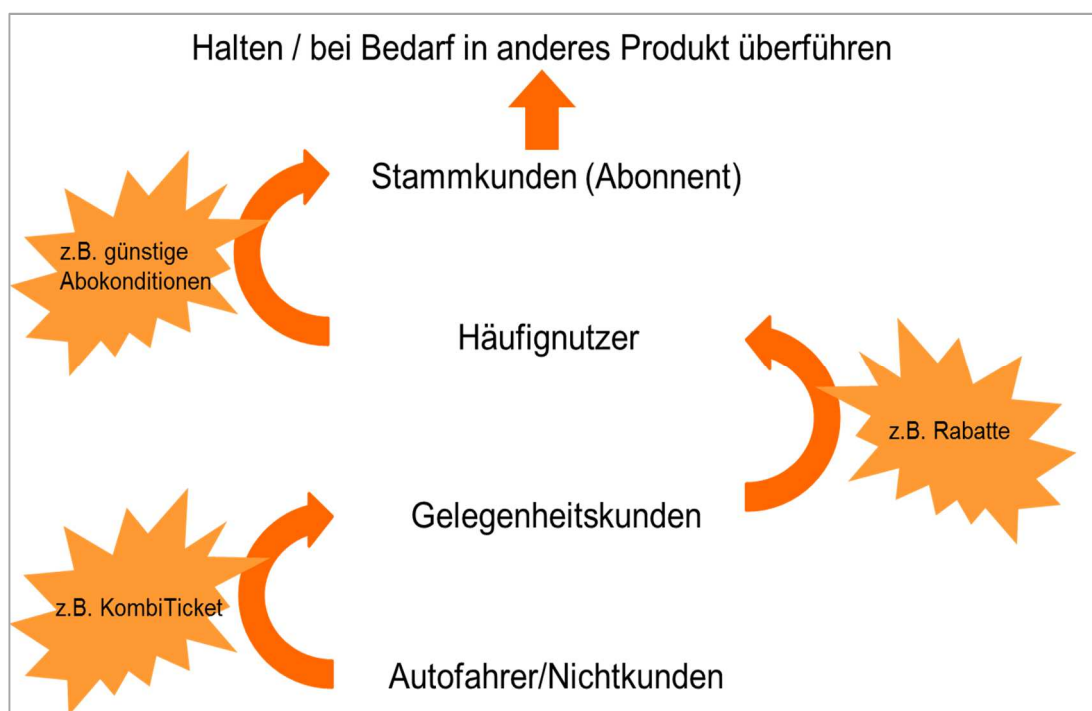 Halten / bei Bedarf in anderes Produkt überführen
Stammkunden (Abonnent)
z.B. günstige
Abokonditionen
Häufignutzer
z.B. Rabatte
Gelegenheitskunden
z.B. KombiTicket
Autofahrer/Nichtkunden